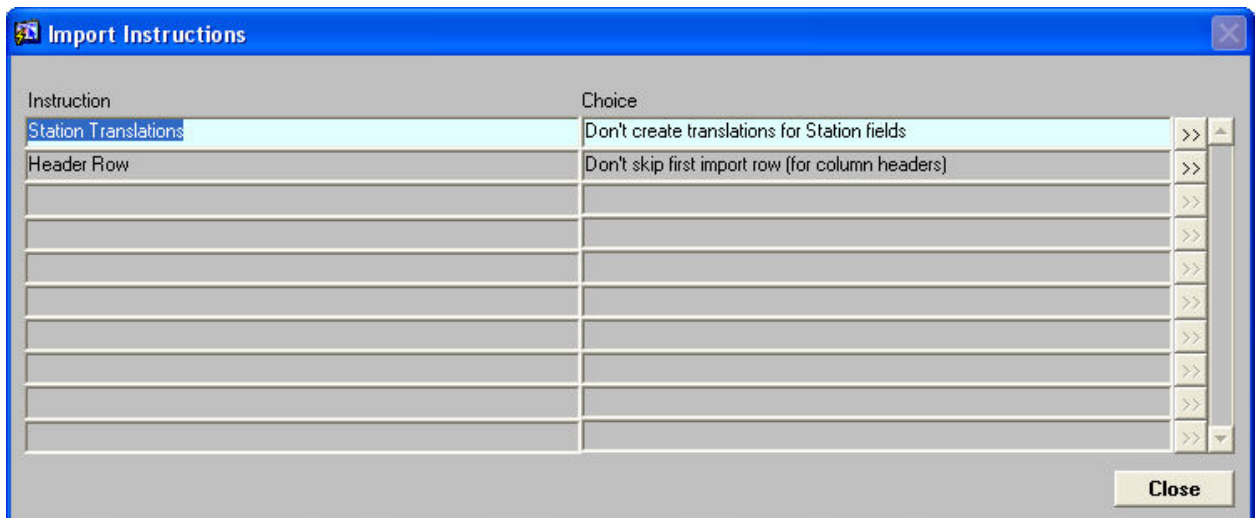 Import Instructions
Instruction Choice
Station Translations Don't create translations for Station fields >>
Header Row Don't skip first import row (for column headers) >>
>>
>>
>>
>>
>>
>>
>>
>>
Close